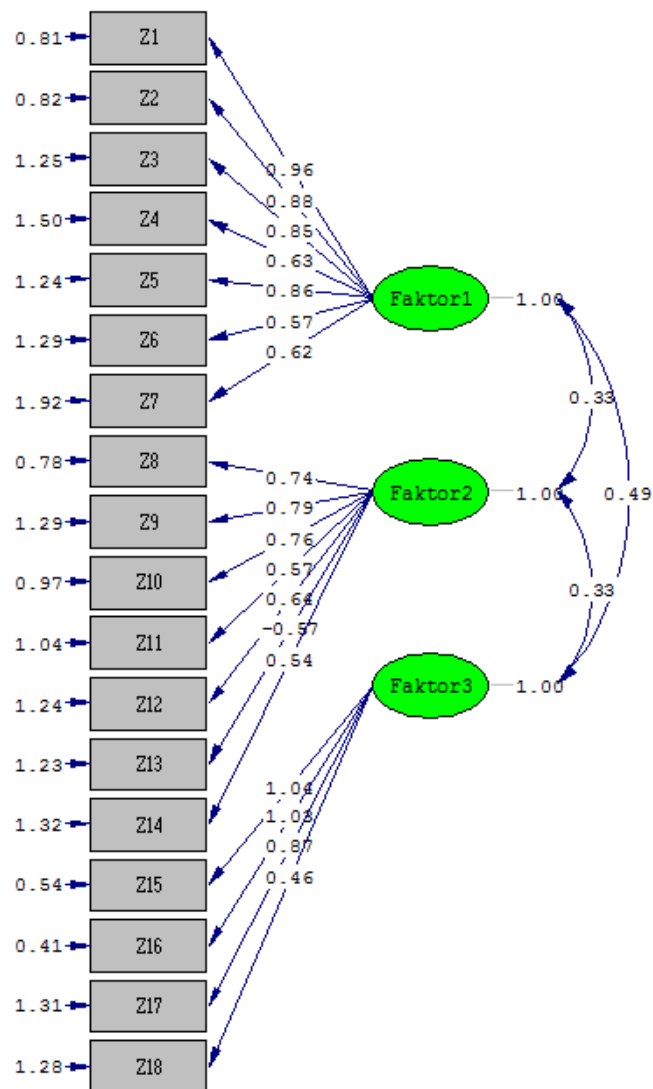 0.81 Z1
0.82 Z2
1.25 Z3
1.50 Z4
1.24 Z5
1.29 Z6
1.92 Z7
0.78 Z8
1.29 Z9
0.97 Z10
1.04 Z11
1.24 Z12
1.23 Z13
1.32 Z14
0.54 Z15
0.41 Z16
1.31 Z17
1.28 Z18
0.96
0.88
0.85
0.63
0.86
0.57
0.62
0.74
0.79
0.76
0.57
0.64
-0.57
0.54
1.04
1.03
0.87
0.46
Faktor1 1.00
Faktor2 1.00
Faktor3 1.00
0.33
0.49
0.33